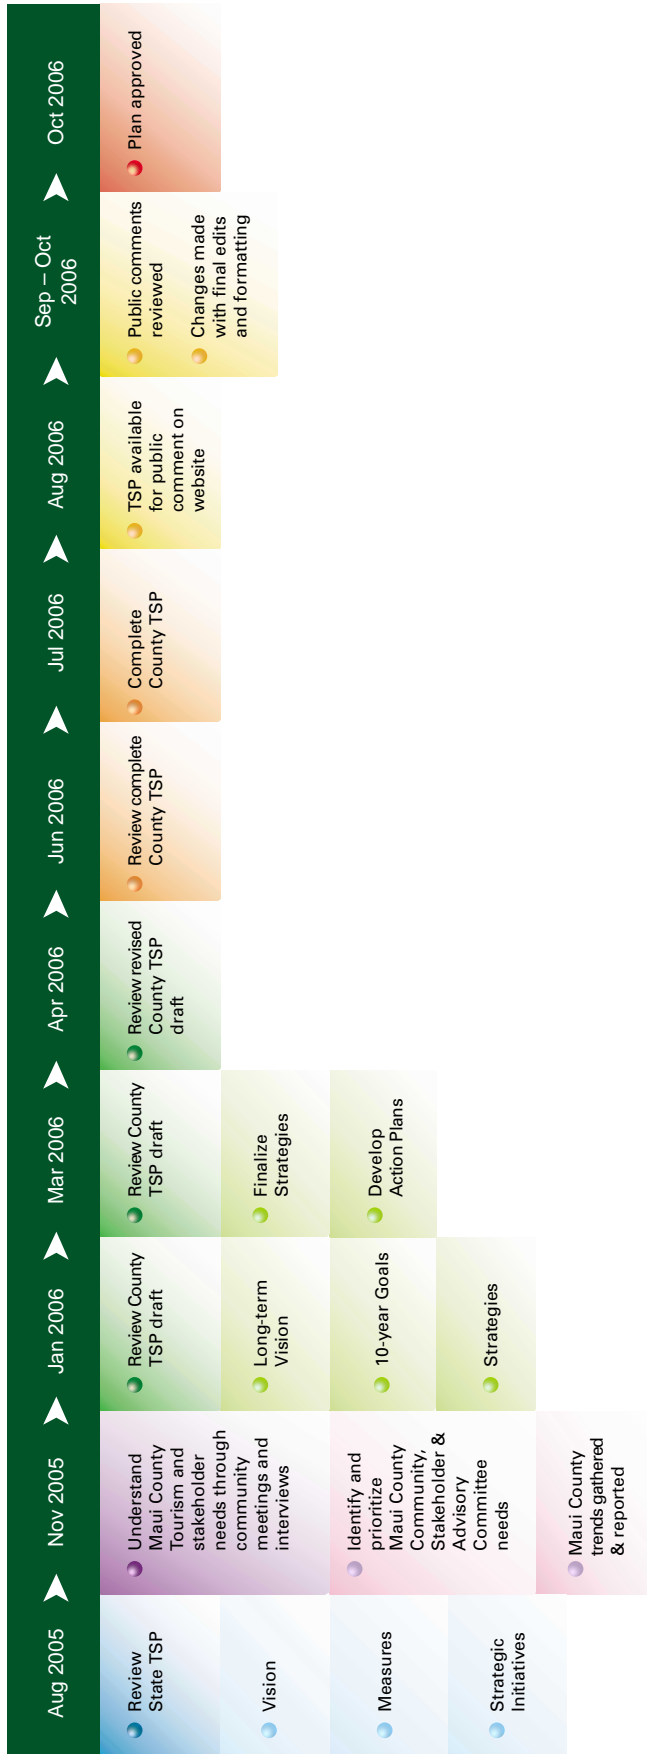 Aug 2005
Review
State TSP
Vision
Measures
Strategic
Initiatives
Nov 2005
Understand
Maui County
Tourism and
stakeholder
needs through
community
meetings and
interviews
Identify and
prioritize
Maui County
Community,
Stakeholder &
Advisory
Committee
needs
Maui County
trends gathered
& reported
Jan 2006
Review County
TSP draft
Long-term
Vision
10-year Goals
Strategies
Mar 2006
Review County
TSP draft
Finalize
Strategies
Develop
Action Plans
Apr 2006
Review revised
County TSP
draft
Jun 2006
Review complete
County TSP
Jul 2006
Complete
County TSP
Aug 2006
TSP available
for public
comment on
website
Sep – Oct
2006
Public comments
reviewed
Changes made
with final edits
and formatting
Oct 2006
Plan approved